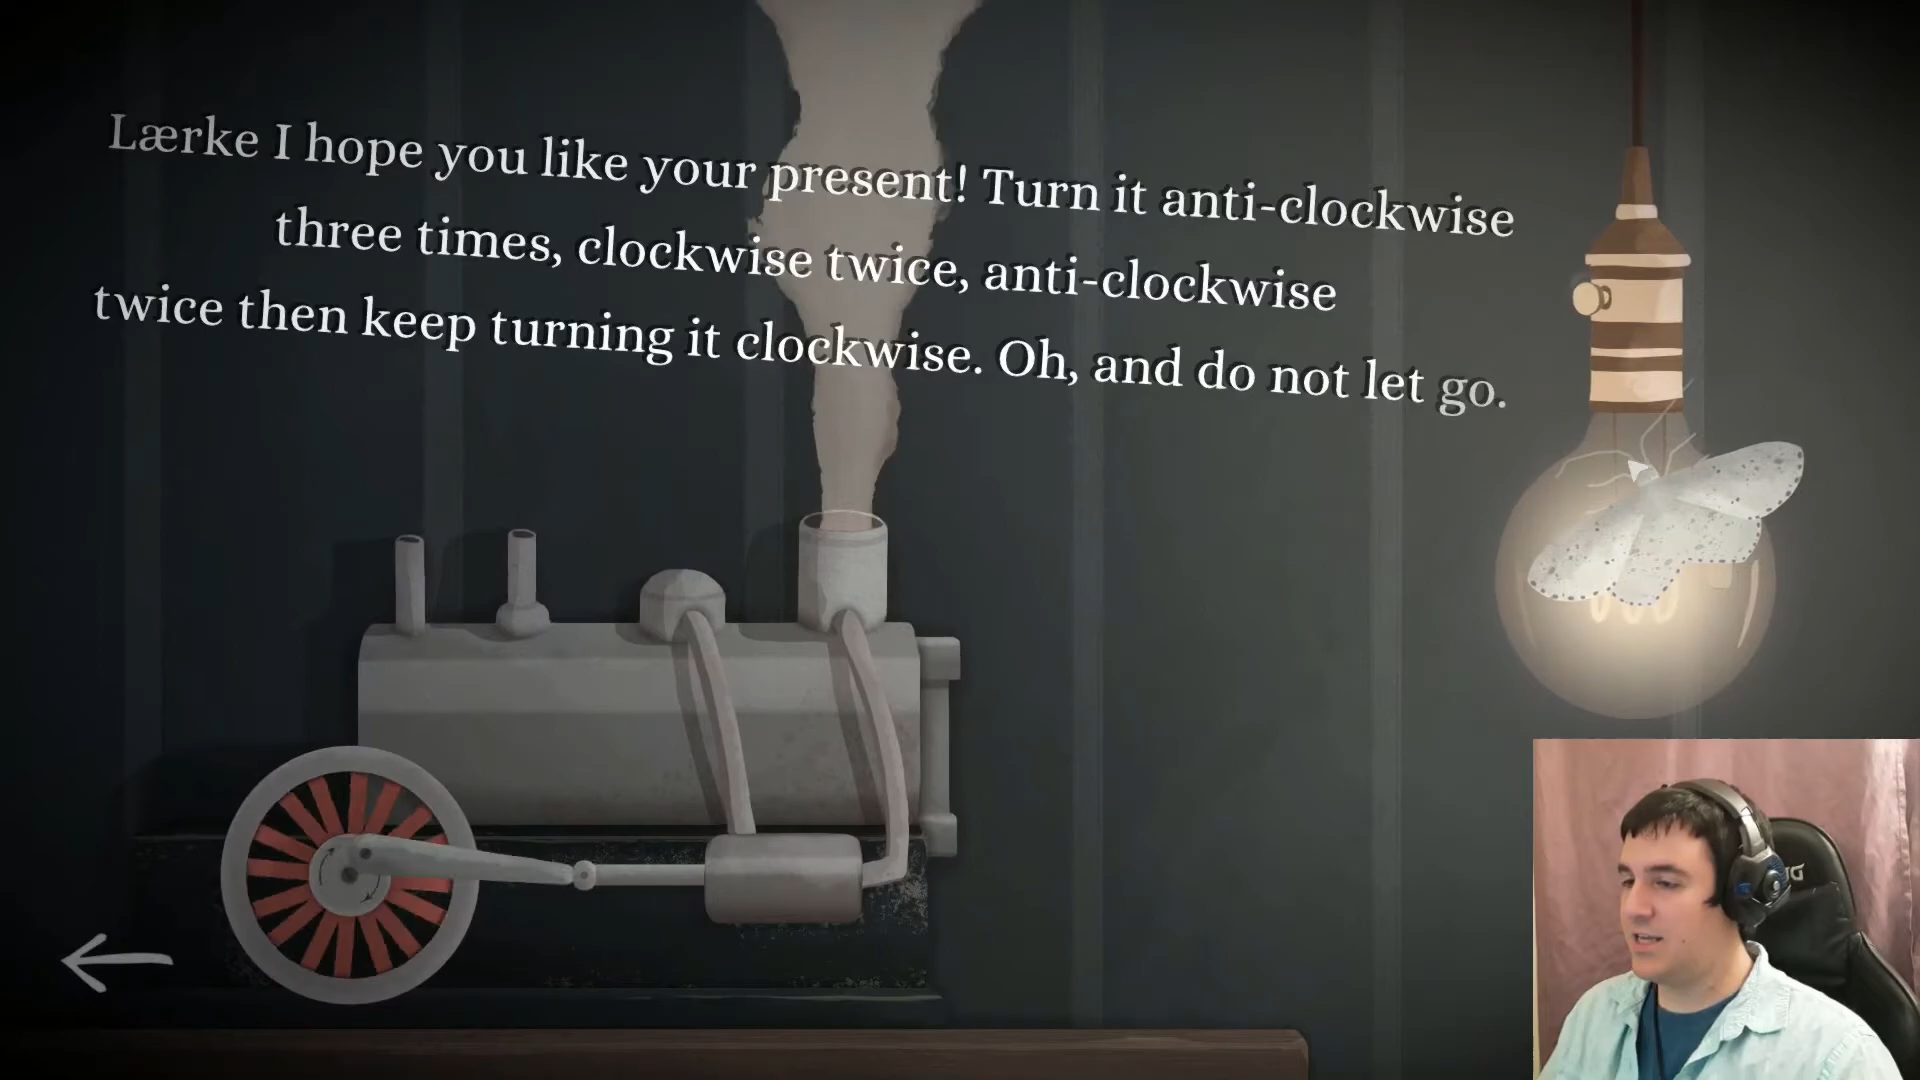 Lærke I hope you like your present! Turn it anti-clockwise
three times, clockwise twice, anti-clockwise
twice then keep turning it clockwise. Oh, and do not let go.